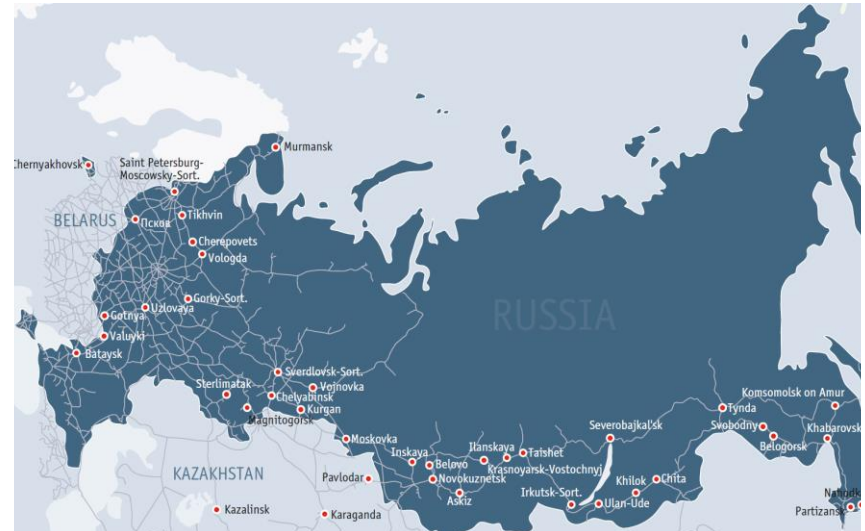 Murmansk
Chernyakhovsk
Saint Petersburg-
Moscowsky-Sort.
BELARUS
Псков
Tikhvin
Cherepovets
Vologda
RUSSIA
Gorky-Sort.
Uzlovaya
Gotnya
Valuyki
Bataysk
Sverdlovsk-Sort.
Vojnovka
Sterlimatak
Chelyabinsk
Kurgan
Magnitogorsk
Komsomolsk on Amur
Tynda
Svobodny
Khabarovsk
Belogorsk
Severobajkal'sk
Moskovka
Inskaya
Ilanskaya
Taishet
Belovo
Krasnoyarsk-Vostochnyj
KAZAKHSTAN
Pavlodar
Novokuznetsk
Askiz
Irkutsk-Sort.
Khilok
Chita
Ulan-Ude
Kazalinsk
Karaganda
Partizansk